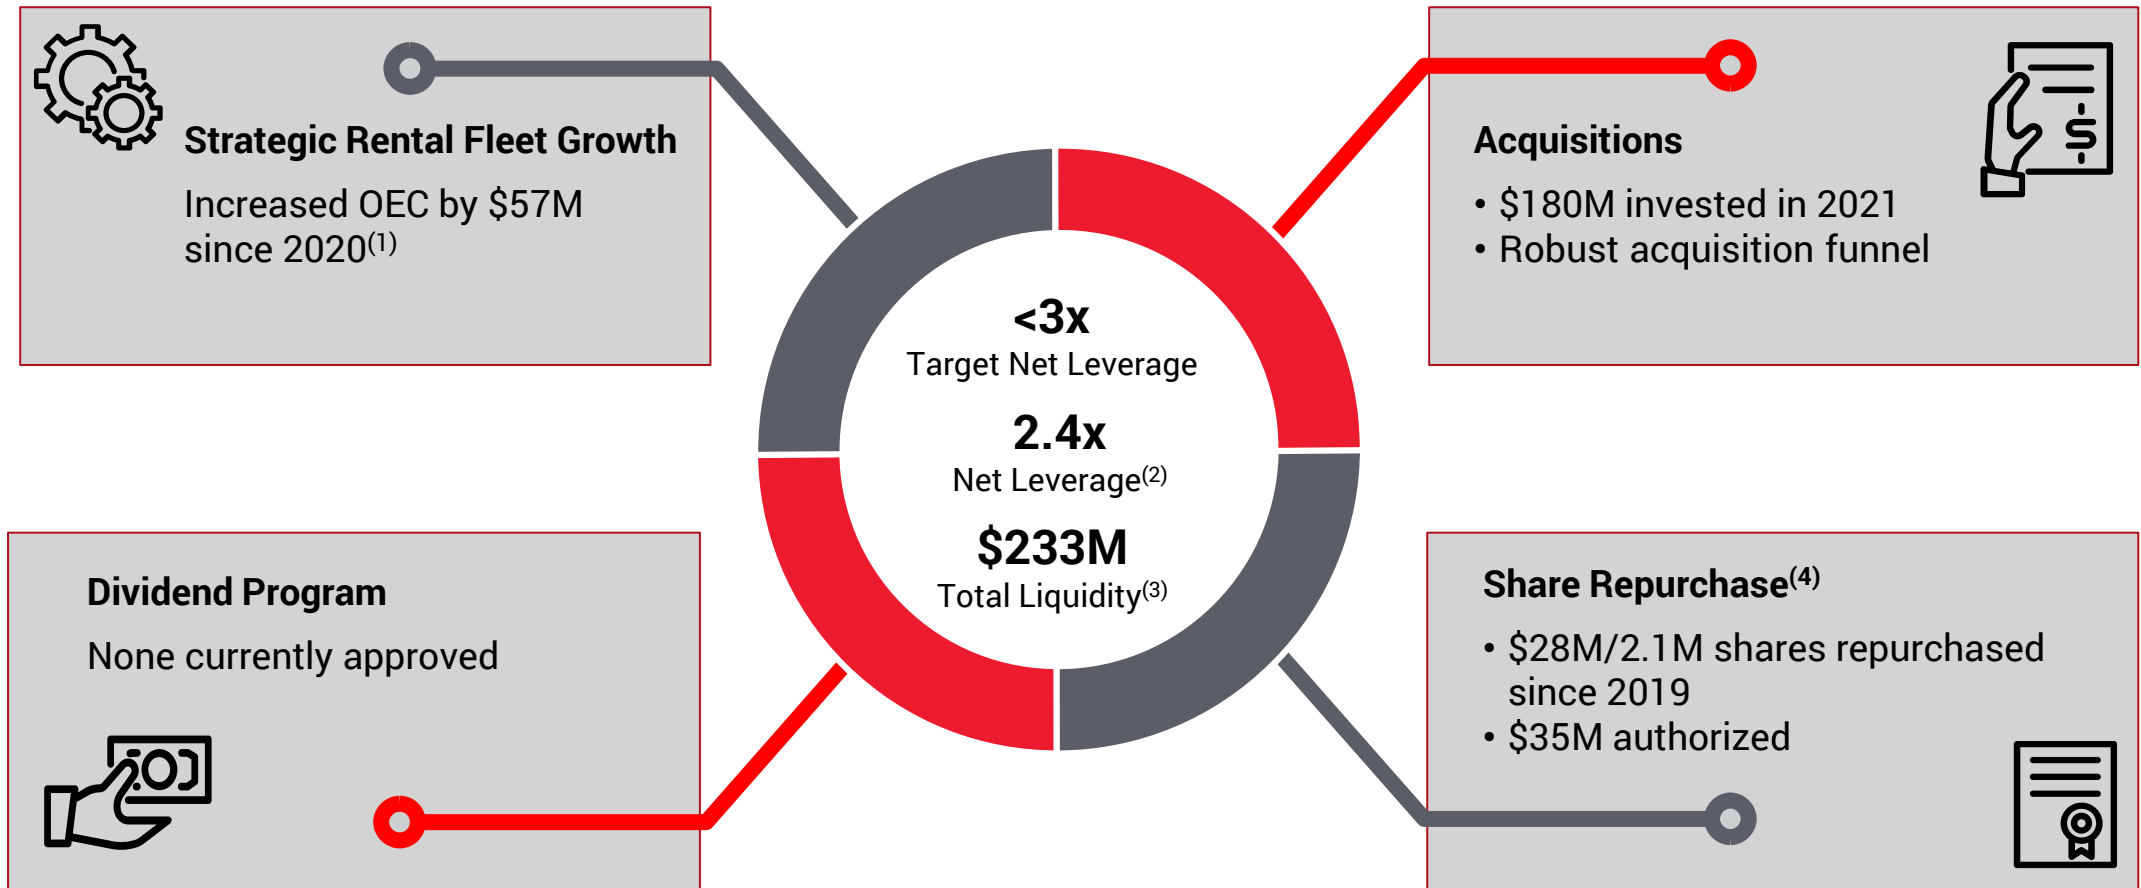 Strategic Rental Fleet Growth
Increased OEC by $57M
since 2020(1)
Acquisitions
• $180M invested in 2021
• Robust acquisition funnel
<3x
Target Net Leverage
2.4x
Net Leverage(2)
$233M
Total Liquidity(3)
Dividend Program
None currently approved
Share Repurchase(4)
• $28M/2.1M shares repurchased
since 2019
• $35M authorized